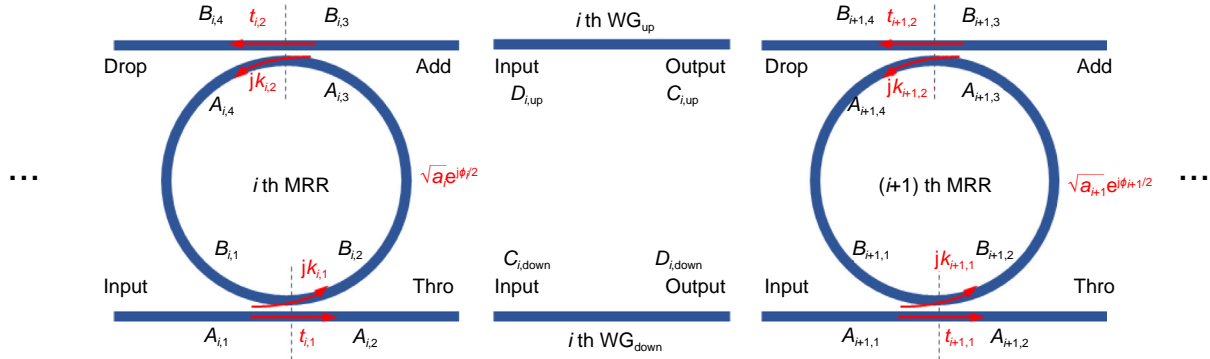 B_{i,4} t_{i,2} B_{i,3} i th WG_{up} B_{i+1,4} t_{i+1,2} B_{i+1,3}
Drop Add Input Output Drop Add
jk_{i,2} jk_{i+1,2}
A_{i,4} A_{i,3} D_{i,up} C_{i,up} A_{i+1,4} A_{i+1,3}
... i th MRR √a_i e^{jϕ_i/2} (i+1) th MRR √a_{i+1} e^{jϕ_{i+1}/2} ...
B_{i,1} B_{i,2} C_{i,down} D_{i,down} B_{i+1,1} B_{i+1,2}
jk_{i,1} jk_{i+1,1}
Input Thro Input Output Input Thro
A_{i,1} t_{i,1} A_{i,2} i th WG_{down} A_{i+1,1} t_{i+1,1} A_{i+1,2}